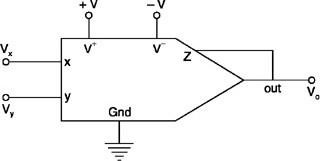 +V −V
Vx V+ V− Z
x
y
Vy Gnd out Vo